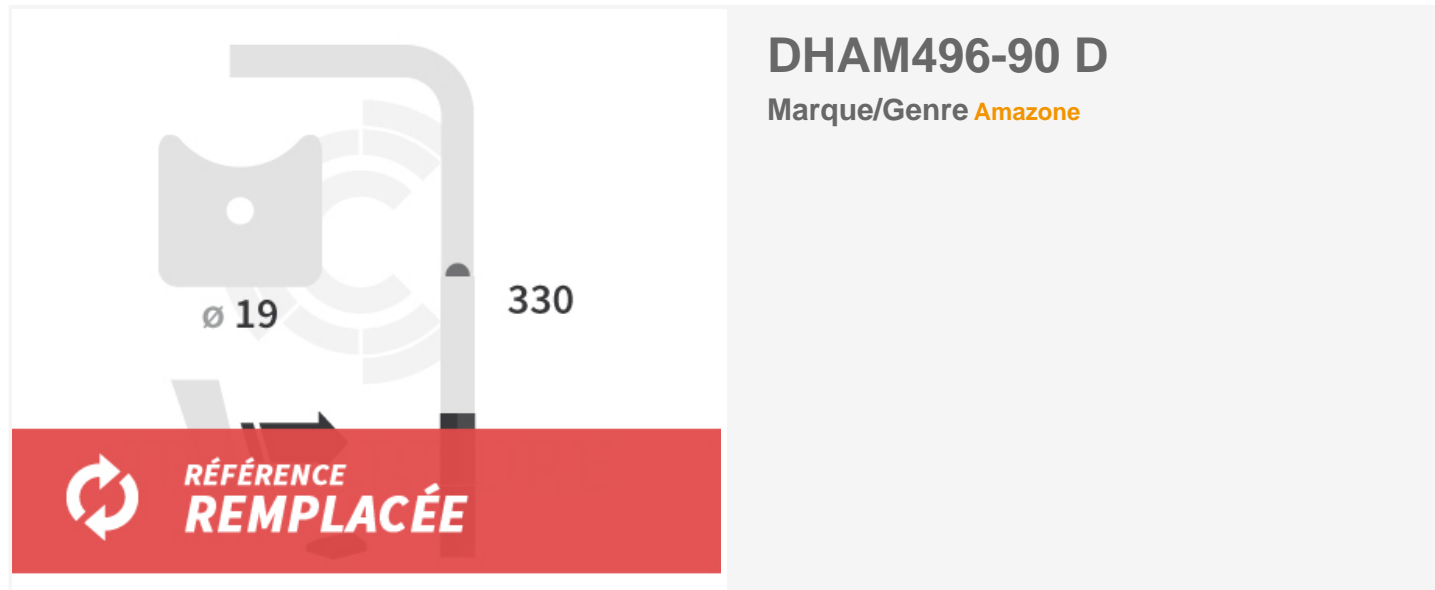 DHAM496-90 D
Marque/Genre Amazone
ø 19
330
RÉFÉRENCE
REMPLACÉE